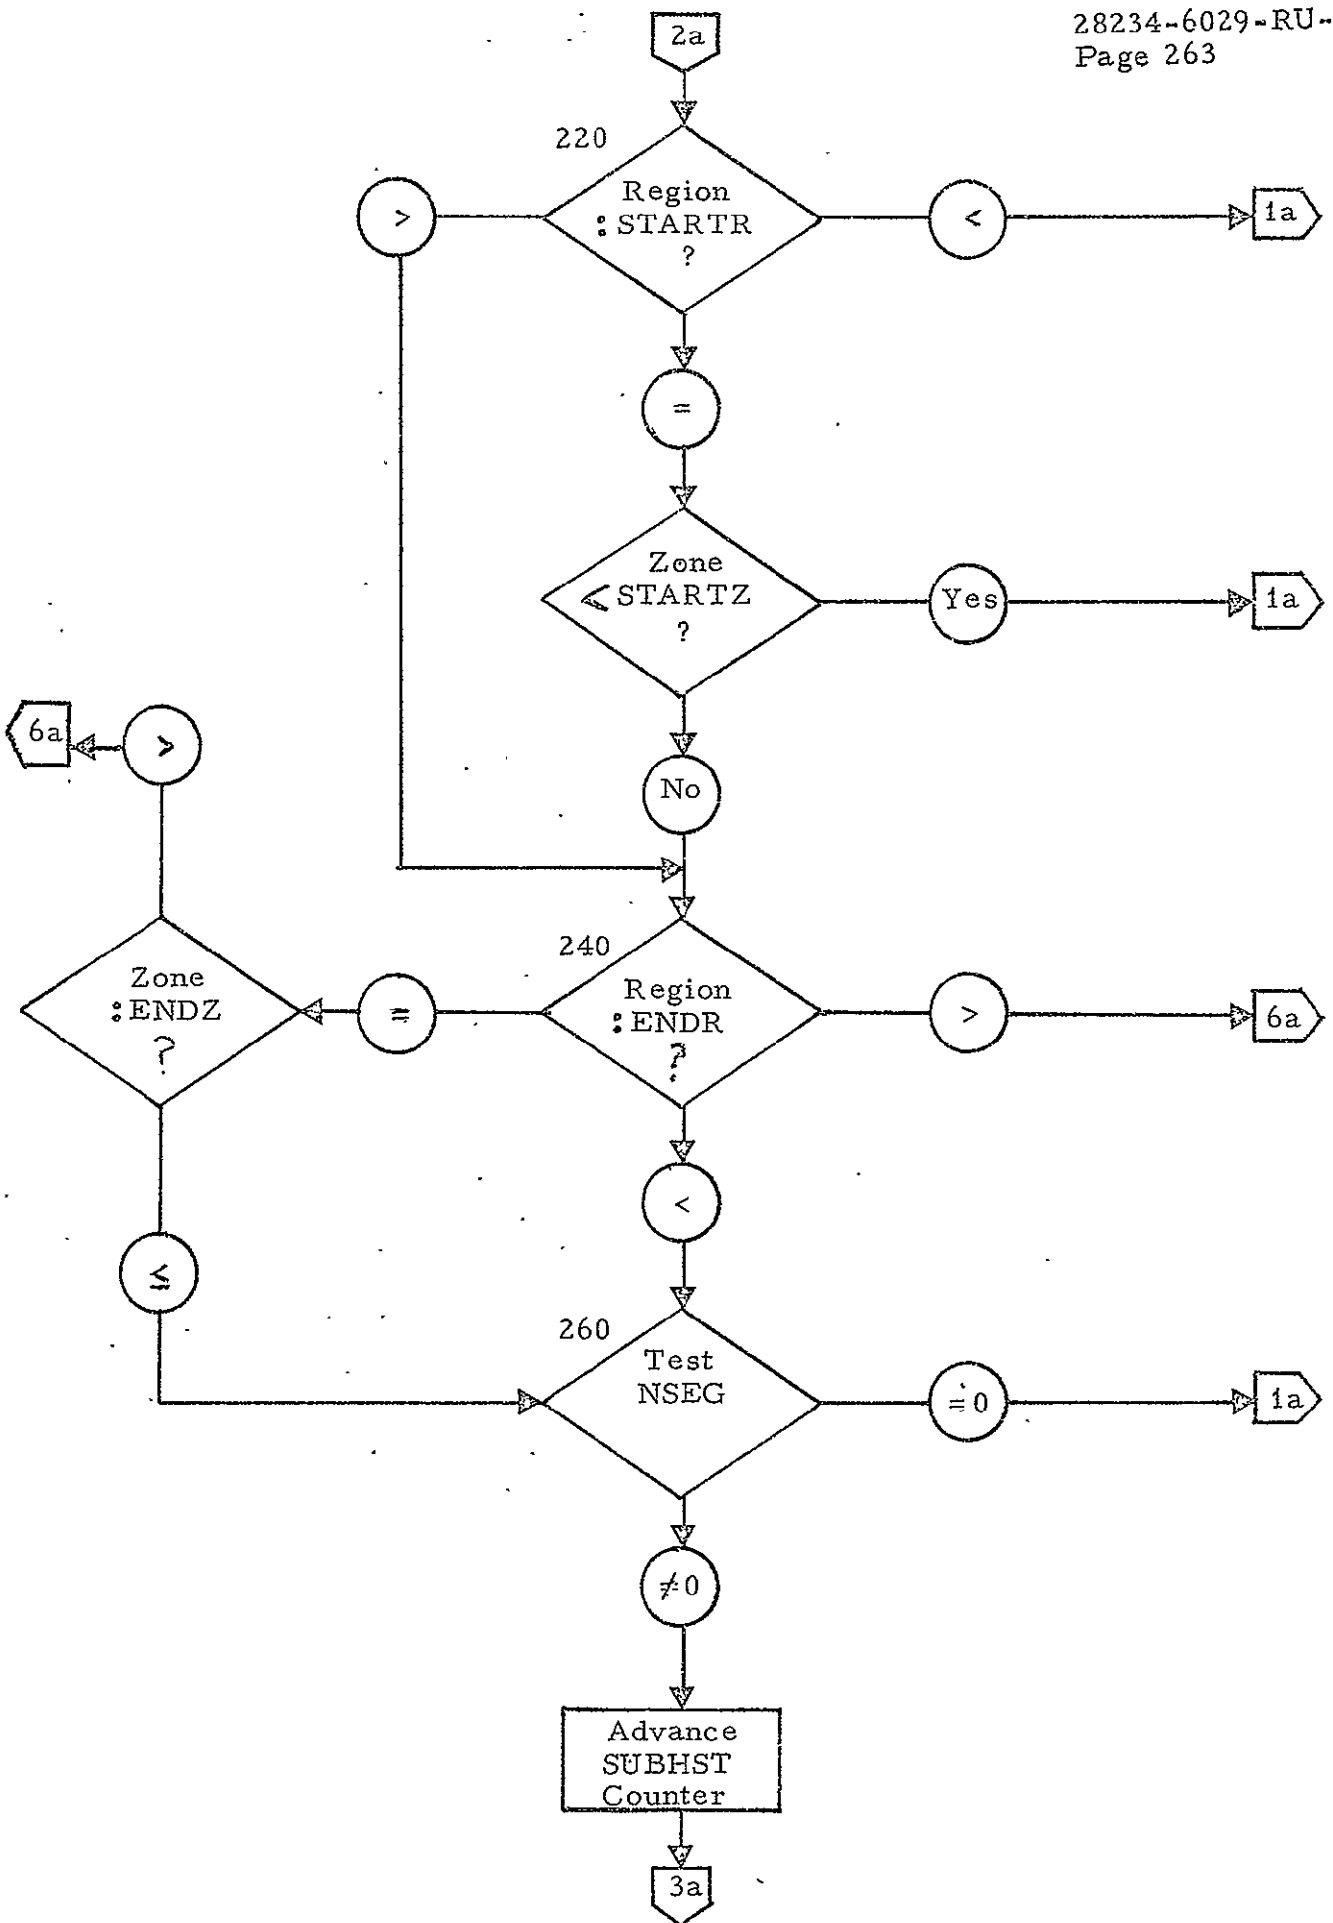 28234-6029-RU-
Page 263
2a
220
Region
: STARTR
?
>
<
1a
=
Zone
< STARTZ
?
Yes
1a
6a
>
No
240
Zone
: ENDZ
?
=
Region
: ENDR
?
>
6a
<
≤
260
Test
NSEG
=0
1a
≠0
Advance
SUBHST
Counter
3a